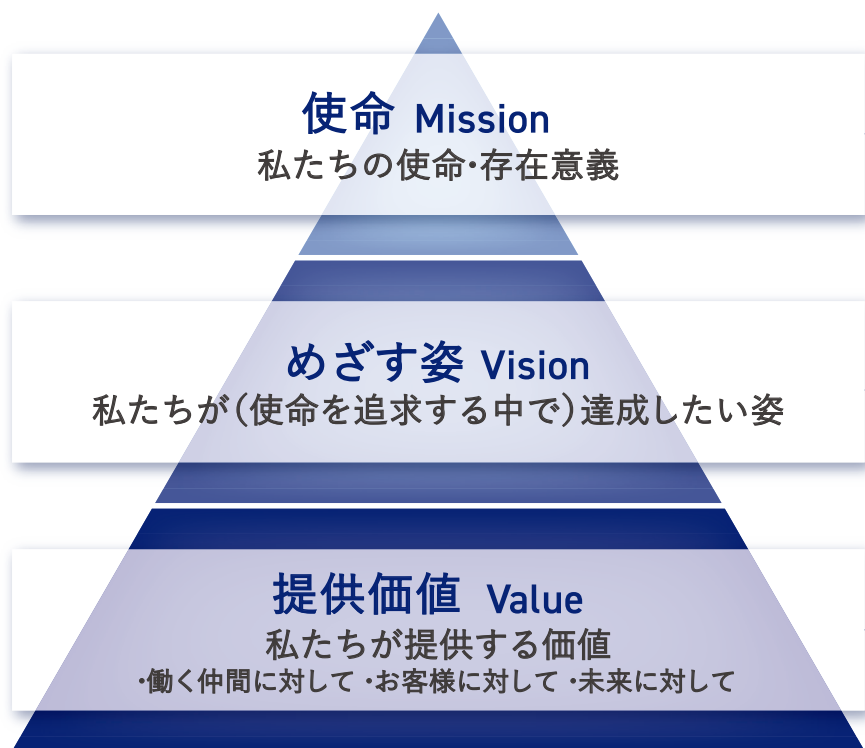 使命 Mission
私たちの使命・存在意義
めざす姿 Vision
私たちが(使命を追求する中で)達成したい姿
提供価値 Value
私たちが提供する価値
・働く仲間に対して ・お客様に対して ・未来に対して